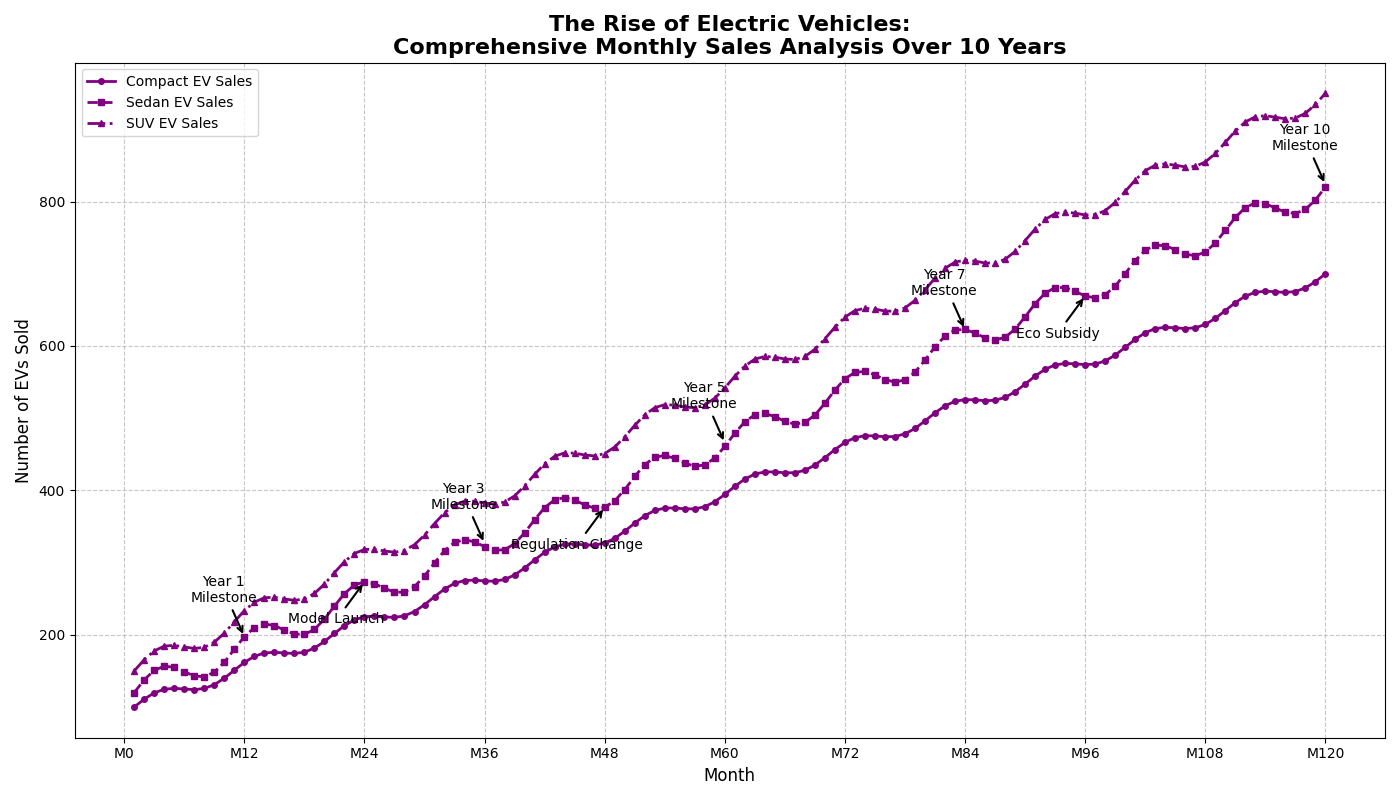 The Rise of Electric Vehicles:
Comprehensive Monthly Sales Analysis Over 10 Years
Compact EV Sales
Sedan EV Sales
SUV EV Sales
Year 10
Milestone
800
Year 7
Milestone
Eco Subsidy
600
Year 5
Milestone
Number of EVs Sold
400
Year 3
Milestone
Regulation Change
Year 1
Milestone
Model Launch
200
M0
M12
M24
M36
M48
M60
M72
M84
M96
M108
M120
Month